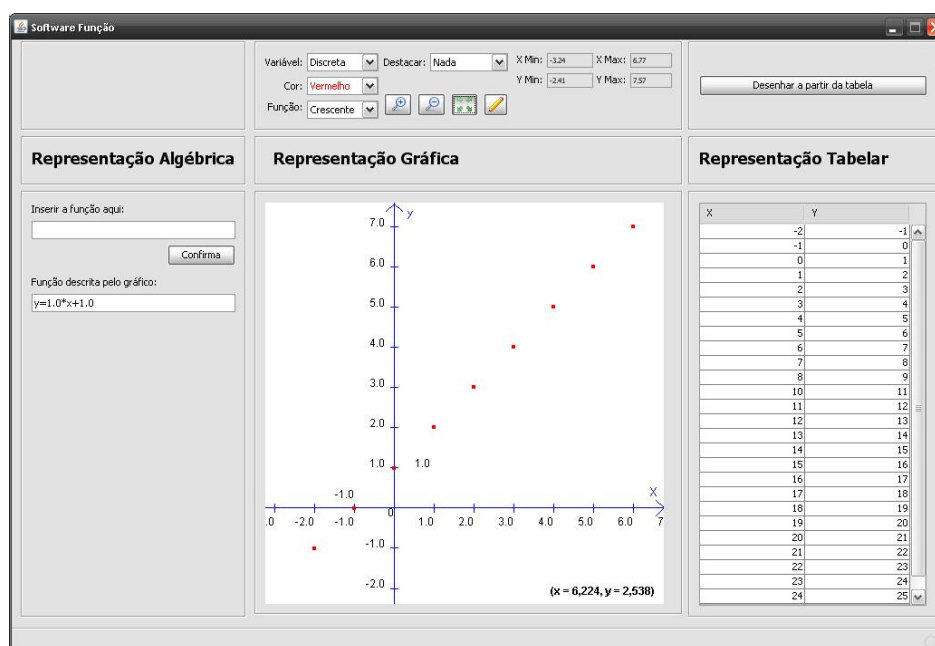 Software Função
Variável: Discreta Destacar: Nada X Min: -3.24 X Max: 6.77
Cor: Vermelho Y Min: -2.41 Y Max: 7.57
Função: Crescente
Desenhar a partir da tabela
Representação Algébrica
Representação Gráfica
Representação Tabelar
Inserir a função aqui:
Confirma
Função descrita pelo gráfico:
y=1.0*x+1.0
y
7.0
6.0
5.0
4.0
3.0
2.0
1.0 1.0
-1.0 X
0
.0 -2.0 -1.0 1.0 2.0 3.0 4.0 5.0 6.0 7
-1.0
-2.0
(x = 6,224, y = 2,538)
X Y
-2 -1
-1 0
0 1
1 2
2 3
3 4
4 5
5 6
6 7
7 8
8 9
10 11
11 12
12 13
13 14
14 15
15 16
16 17
17 18
18 19
19 20
20 21
21 22
22 23
23 24
24 25